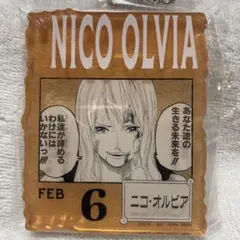 NICO OLVIA
あなた達の
生きる未来を!!
私達が諦める
わけには
いかないっ!!
FEB
6
ニコ・オルビア